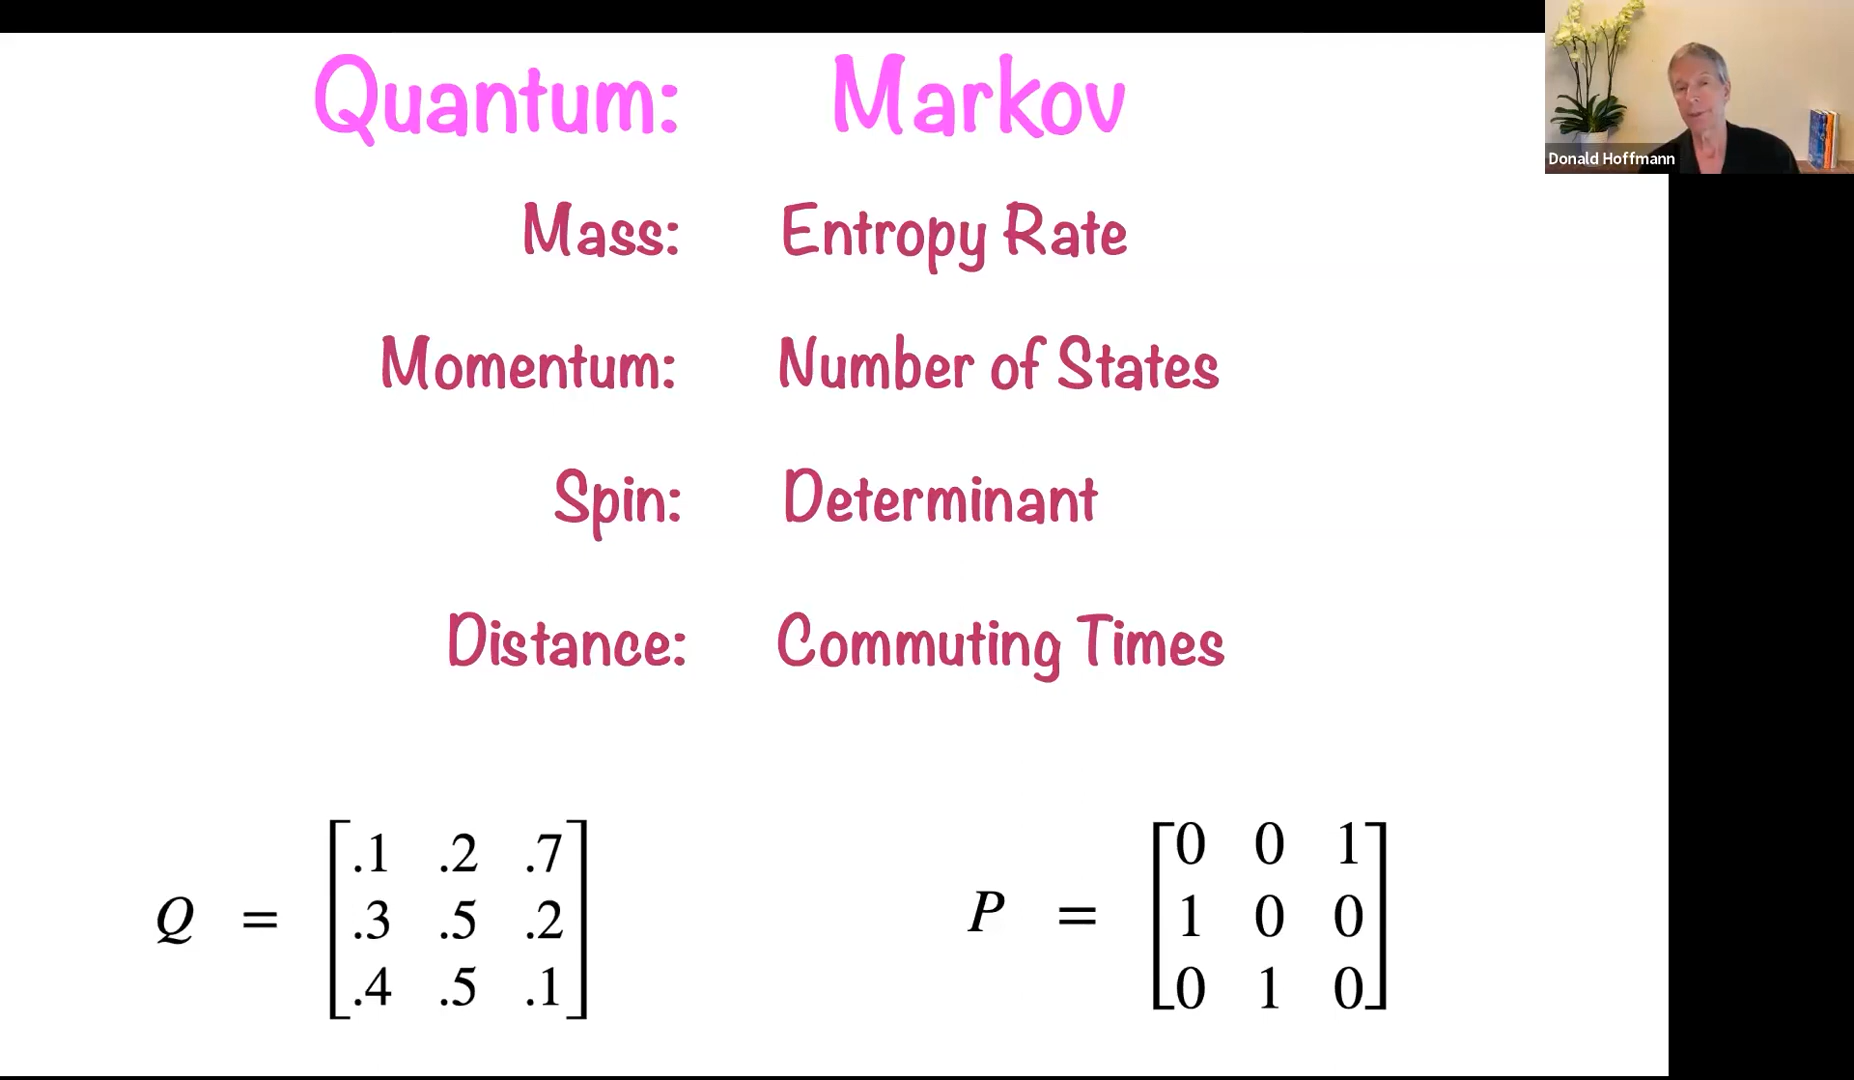 Quantum: Markov
Donald Hoffmann
Mass: Entropy Rate
Momentum: Number of States
Spin: Determinant
Distance: Commuting Times
.1 .2 .7 0 0 1
Q = .3 .5 .2 P = 1 0 0
.4 .5 .1 0 1 0